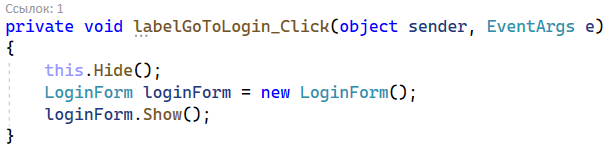 Ссылок: 1
private void labelGoToLogin_Click(object sender, EventArgs e)
{
    this.Hide();
    LoginForm loginForm = new LoginForm();
    loginForm.Show();
}